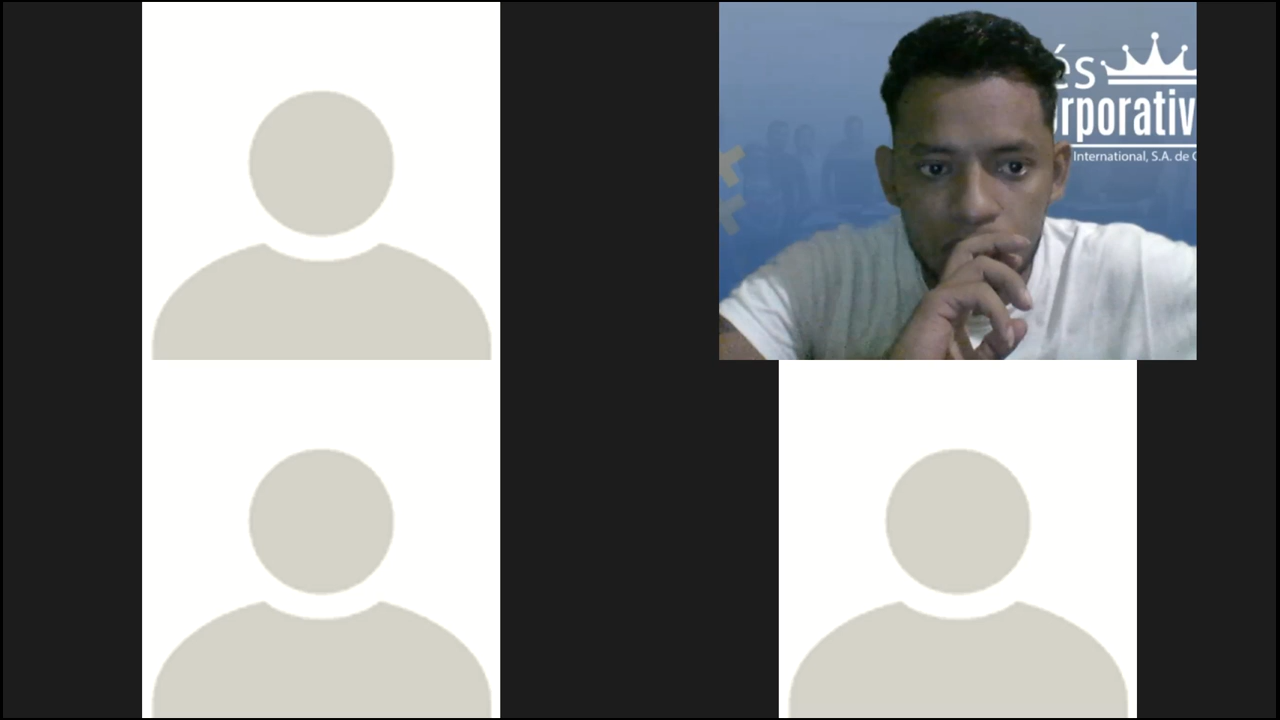 és
rporativ
International, S.A. de C